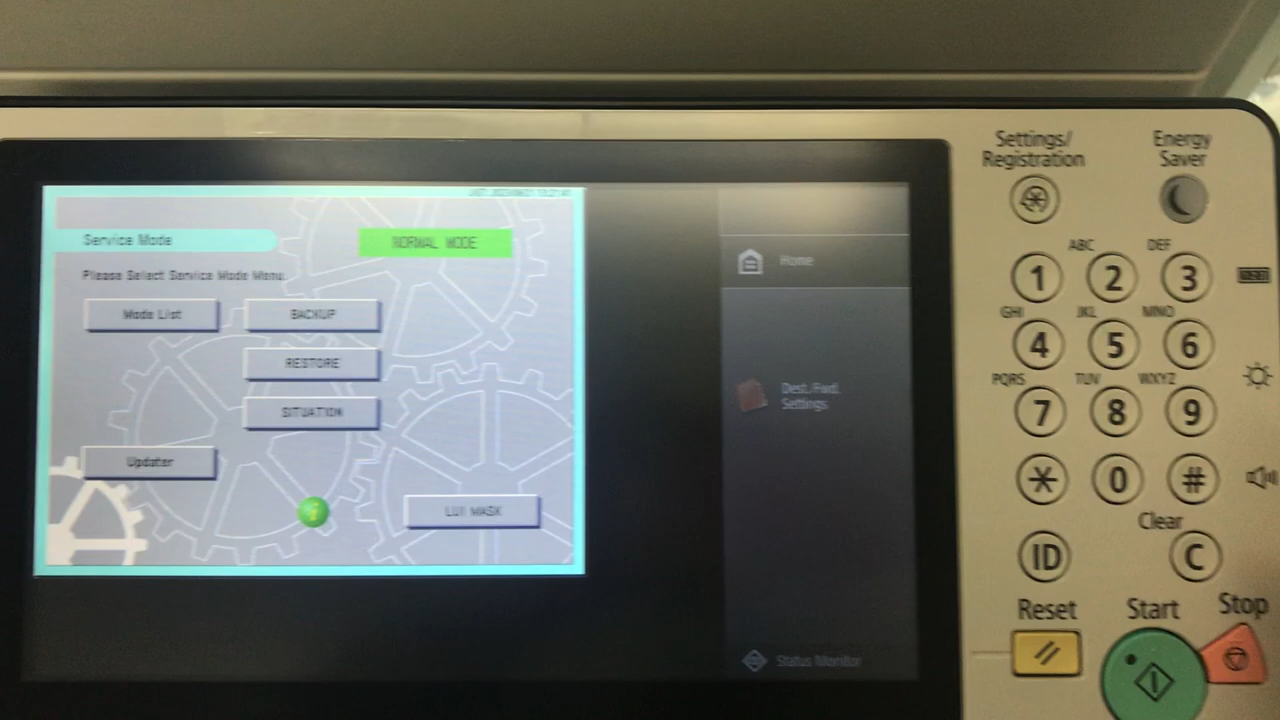 Settings/
Registration
Energy
Saver
Service Mode
NORMAL MODE
Please Select Service Mode Menu.
Mode List
BACKUP
RESTORE
SITUATION
Updater
LUI MASK
Home
Dest./Fwd.
Settings
Status Monitor
ABC
DEF
1
2
3
GHI
JKL
MNO
4
5
6
PQRS
TUV
WXYZ
7
8
9
*
0
#
Clear
ID
C
Reset
Start
Stop